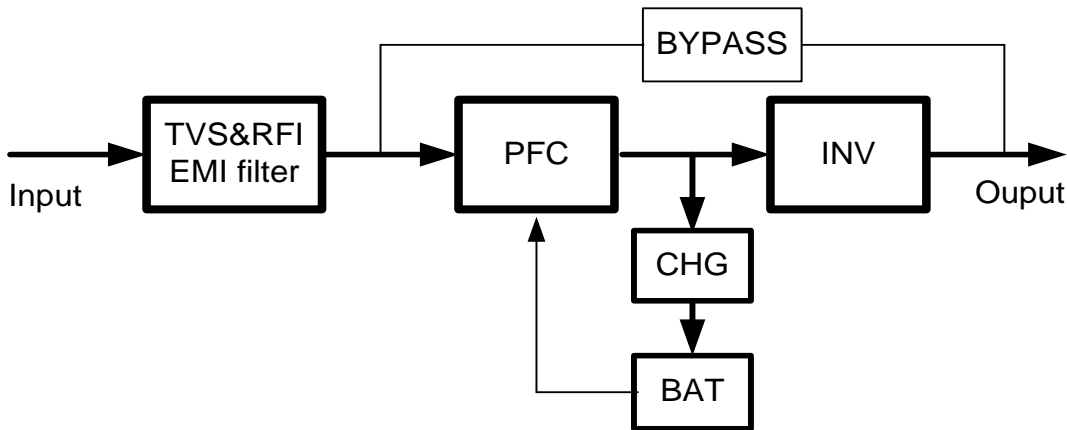 BYPASS
TVS&RFI
EMI filter
PFC
INV
Input
Ouput
CHG
BAT